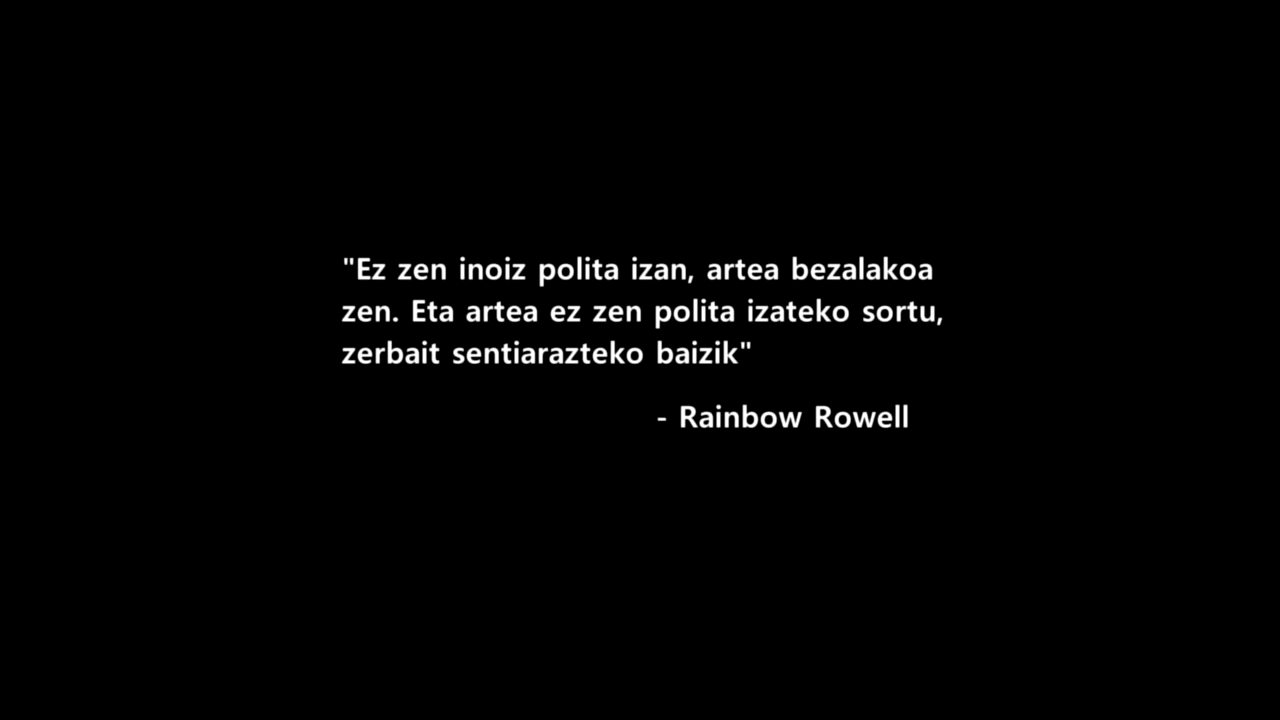 "Ez zen inoiz polita izan, artea bezalakoa
zen. Eta artea ez zen polita izateko sortu,
zerbait sentiarazteko baizik"
- Rainbow Rowell